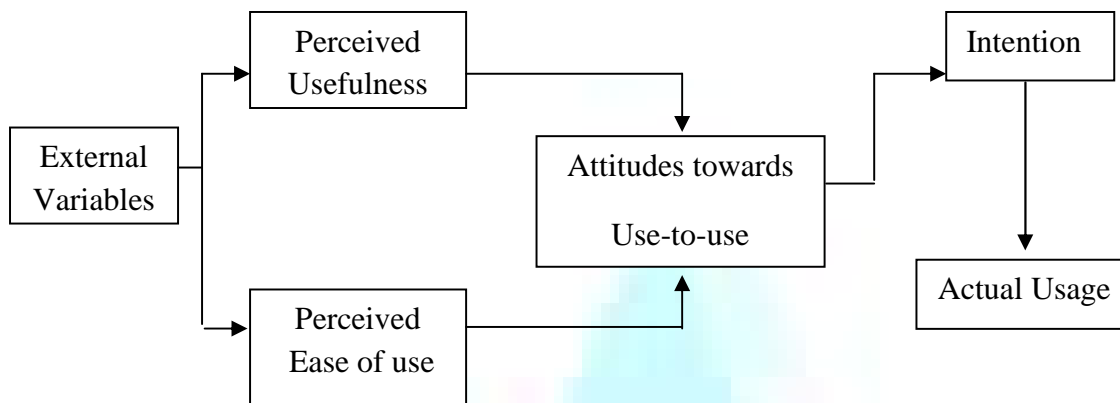 External
Variables
Perceived
Usefulness
Perceived
Ease of use
Attitudes towards
Use-to-use
Intention
Actual Usage